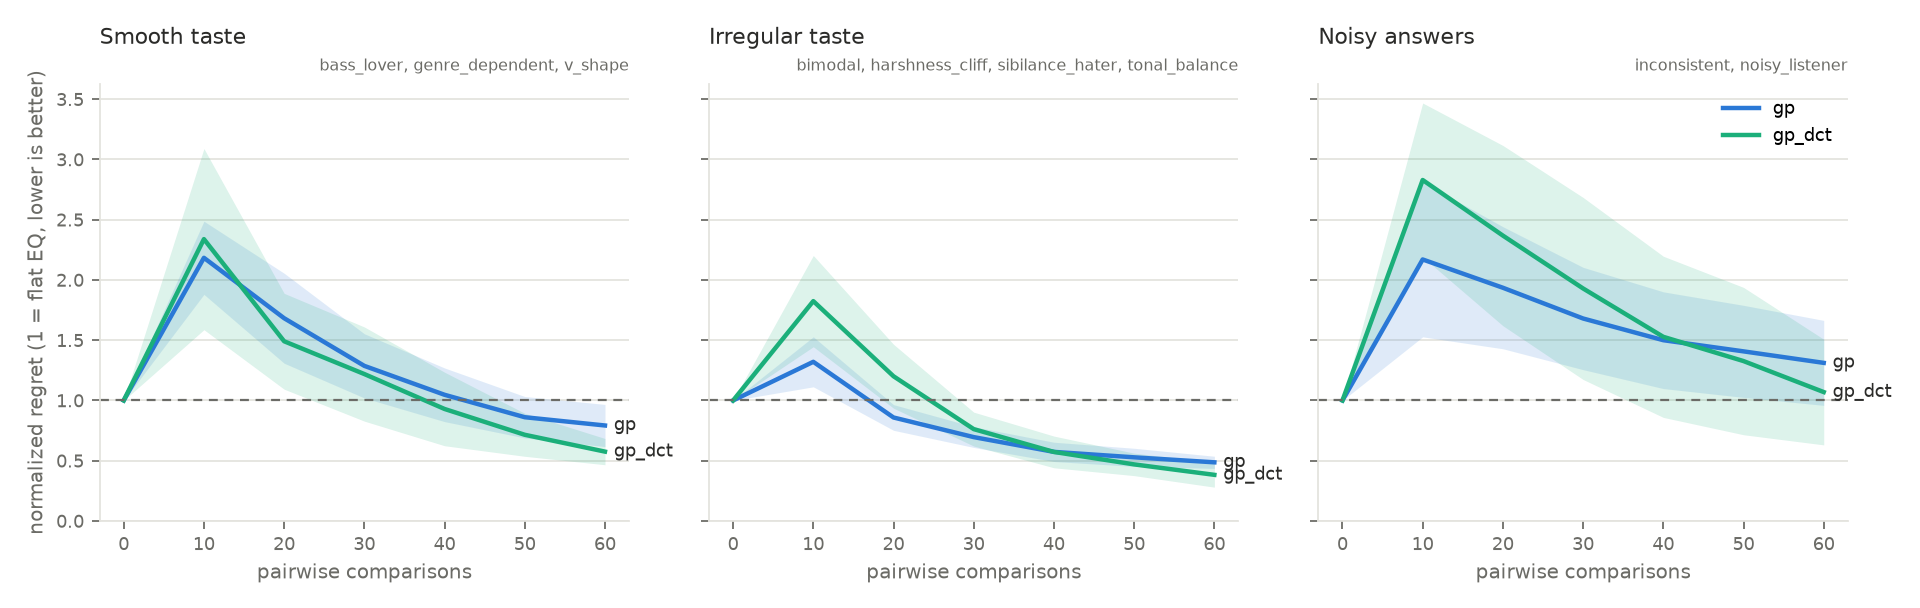 Smooth taste
bass_lover, genre_dependent, v_shape
normalized regret (1 = flat EQ, lower is better)
3.5
3.0
2.5
2.0
1.5
1.0
0.5
0.0
gp
gp_dct
0 10 20 30 40 50 60
pairwise comparisons
Irregular taste
bimodal, harshness_cliff, sibilance_hater, tonal_balance
gp
gp_dct
0 10 20 30 40 50 60
pairwise comparisons
Noisy answers
inconsistent, noisy_listener
gp
gp_dct
gp
gp_dct
0 10 20 30 40 50 60
pairwise comparisons